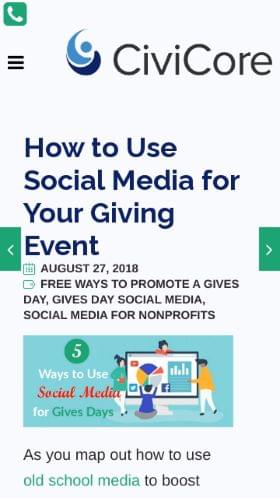 CiviCore
How to Use
Social Media for
Your Giving
Event
AUGUST 27, 2018
FREE WAYS TO PROMOTE A GIVES
DAY, GIVES DAY SOCIAL MEDIA,
SOCIAL MEDIA FOR NONPROFITS
5
Ways to Use
Social Media
for Gives Days
As you map out how to use
old school media to boost